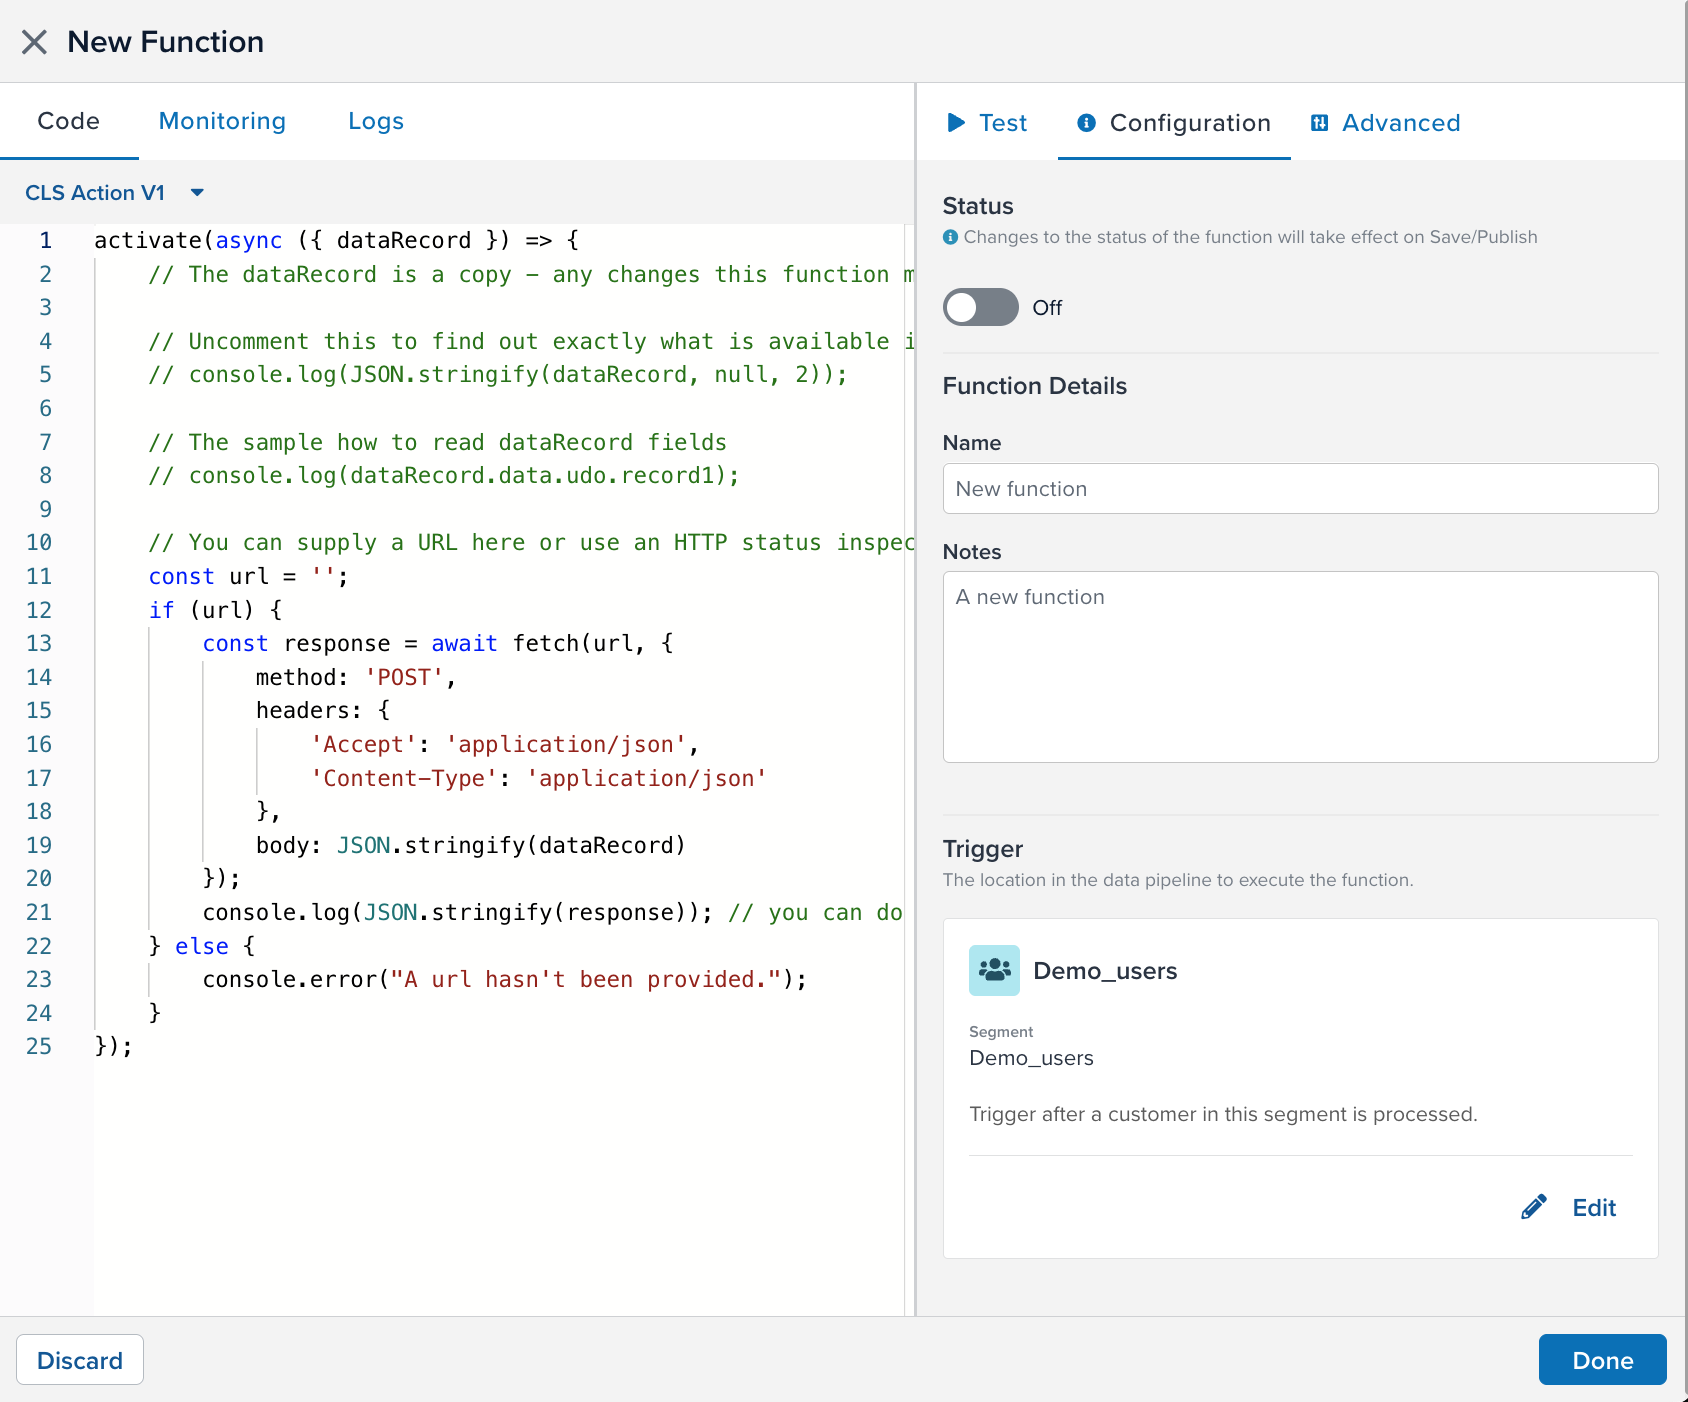 New Function
Code
Monitoring
Logs
CLS Action V1
1 activate(async ({ dataRecord }) => {
2 // The dataRecord is a copy – any changes this function
3
4 // Uncomment this to find out exactly what is available
5 // console.log(JSON.stringify(dataRecord, null, 2));
6
7 // The sample how to read dataRecord fields
8 // console.log(dataRecord.data.udo.record1);
9
10 // You can supply a URL here or use an HTTP status inspec
11 const url = '';
12 if (url) {
13 const response = await fetch(url, {
14 method: 'POST',
15 headers: {
16 'Accept': 'application/json',
17 'Content-Type': 'application/json'
18 },
19 body: JSON.stringify(dataRecord)
20 });
21 console.log(JSON.stringify(response)); // you can do
22 } else {
23 console.error("A url hasn't been provided.");
24 }
25 });
Test
Configuration
Advanced
Status
Changes to the status of the function will take effect on Save/Publish
Off
Function Details
Name
New function
Notes
A new function
Trigger
The location in the data pipeline to execute the function.
Demo_users
Segment
Demo_users
Trigger after a customer in this segment is processed.
Edit
Discard
Done